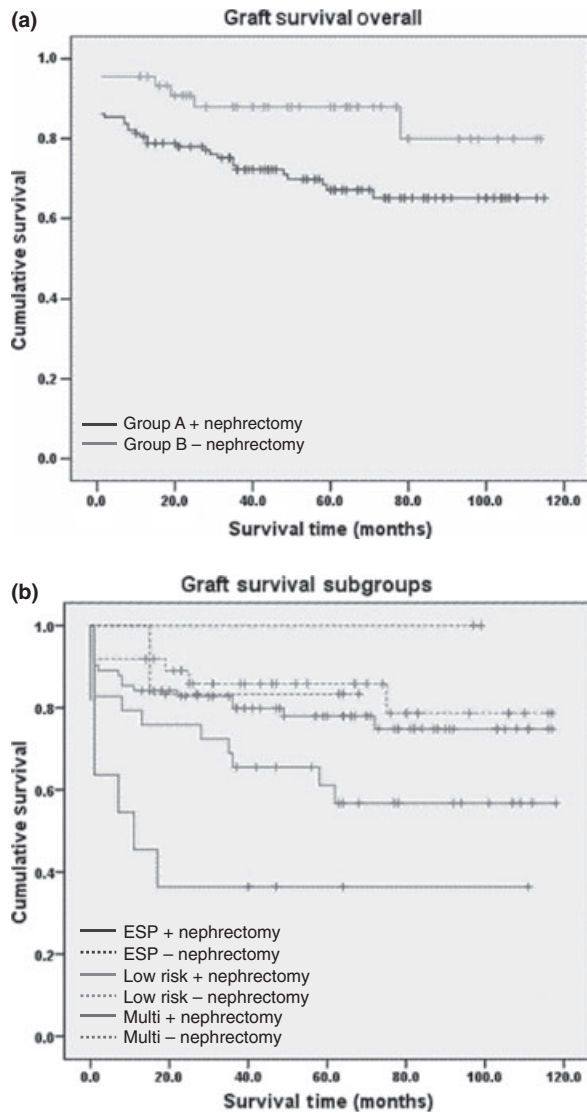 (a)
Graft survival overall
Cumulative survival
1.0
0.8
0.6
0.4
0.2
0.0
Group A + nephrectomy
Group B – nephrectomy
0.0 20.0 40.0 60.0 80.0 100.0 120.0
Survival time (months)
(b)
Graft survival subgroups
Cumulative survival
1.0
0.8
0.6
0.4
0.2
0.0
ESP + nephrectomy
ESP – nephrectomy
Low risk + nephrectomy
Low risk – nephrectomy
Multi + nephrectomy
Multi – nephrectomy
0.0 20.0 40.0 60.0 80.0 100.0 120.0
Survival time (months)